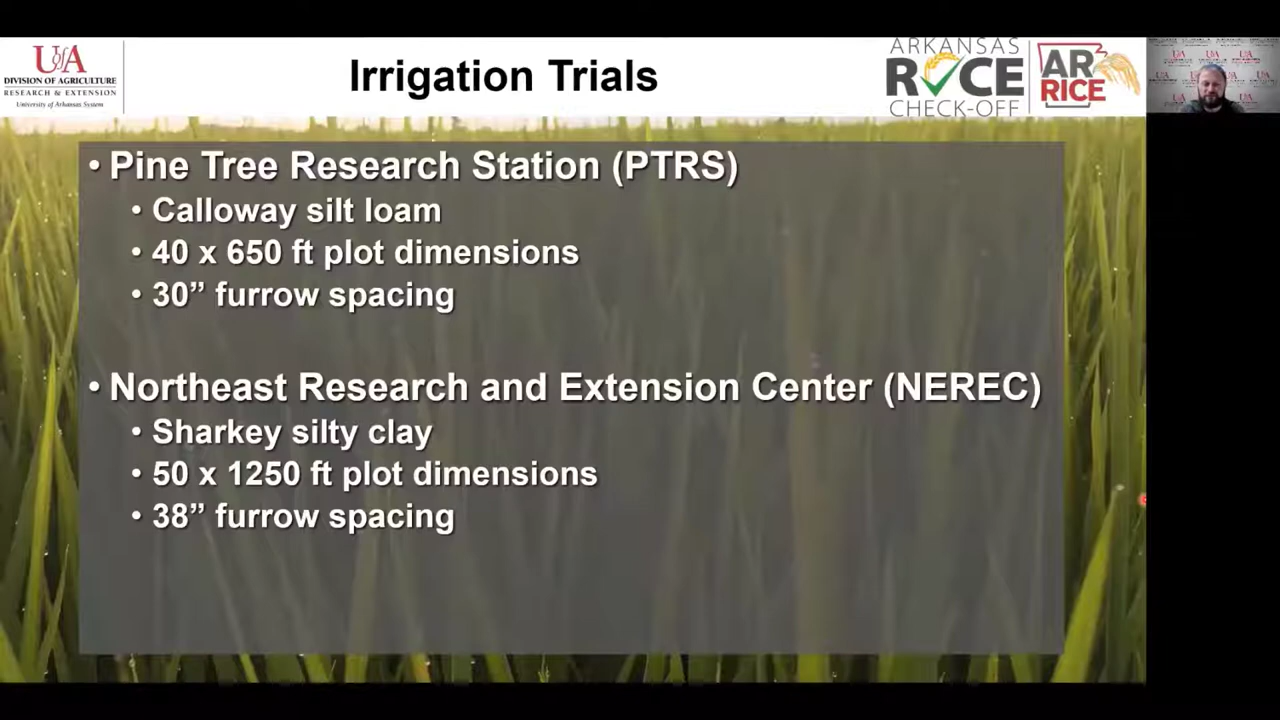 UofA
DIVISION OF AGRICULTURE
RESEARCH & EXTENSION
University of Arkansas System
Irrigation Trials
ARKANSAS
RICE
CHECK-OFF
AR
RICE
• Pine Tree Research Station (PTRS)
• Calloway silt loam
• 40 x 650 ft plot dimensions
• 30” furrow spacing
• Northeast Research and Extension Center (NEREC)
• Sharkey silty clay
• 50 x 1250 ft plot dimensions
• 38” furrow spacing